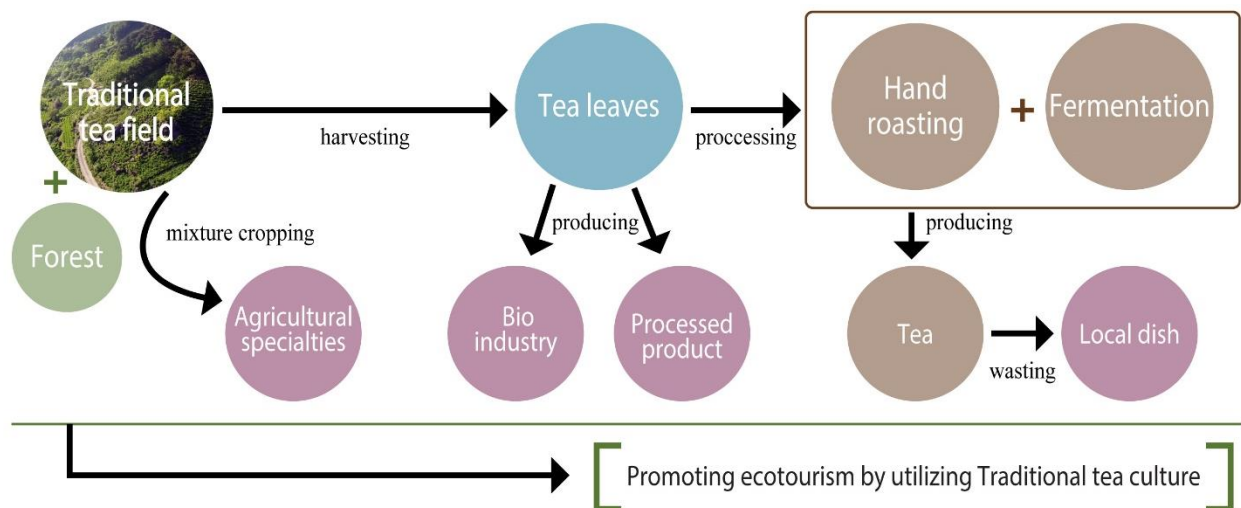 Traditional
tea field
+
Forest
mixture cropping
Agricultural
specialties
harvesting
Tea leaves
producing
Bio
industry
Processed
product
proccessing
Hand
roasting
+
Fermentation
producing
Tea
wasting
Local dish
[Promoting ecotourism by utilizing Traditional tea culture]